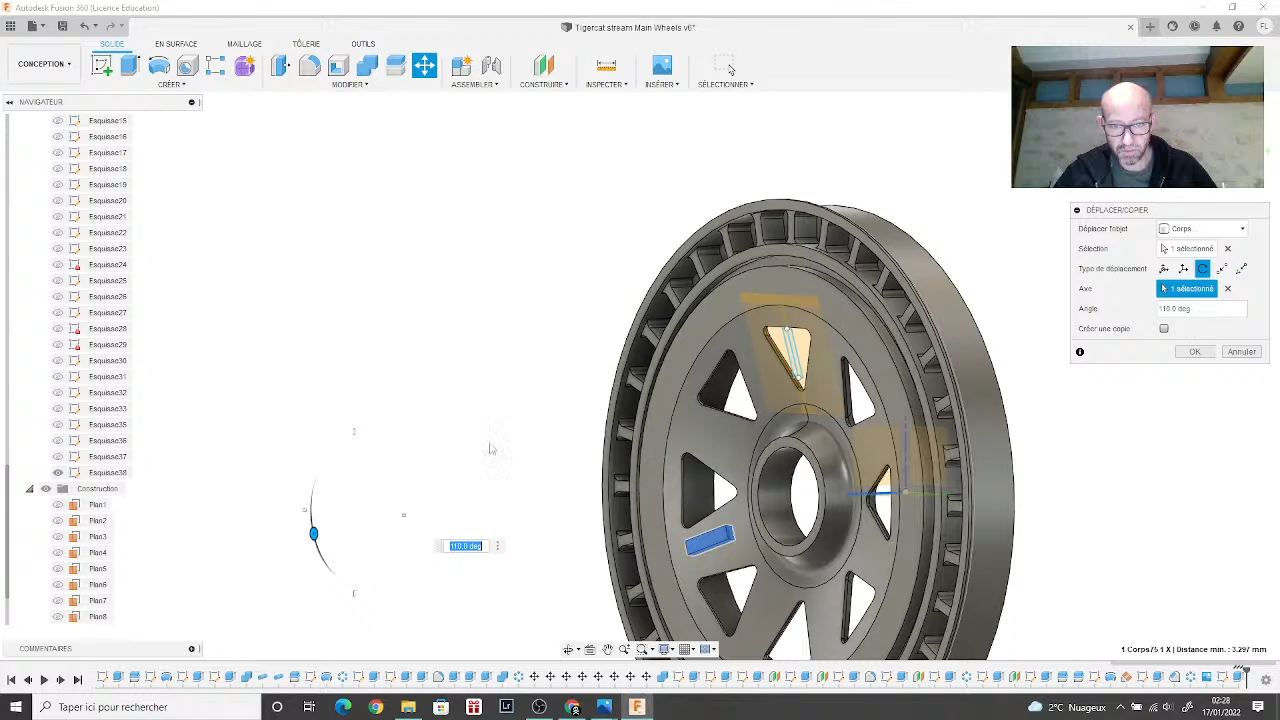 Autodesk Fusion 360 (Licence Education)
Tigercat stream Main Wheels v6*
FL
SOLIDE
EN SURFACE
MAILLAGE
TÔLERIE
OUTILS
CONCEPTION
CRÉER
MODIFIER
ASSEMBLER
CONSTRUIRE
INSPECTER
INSÉRER
SÉLECTIONNER
NAVIGATEUR
Esquisse15
Esquisse16
Esquisse17
Esquisse18
Esquisse19
Esquisse20
Esquisse21
Esquisse22
Esquisse23
Esquisse24
Esquisse25
Esquisse26
Esquisse27
Esquisse28
Esquisse29
Esquisse30
Esquisse31
Esquisse32
Esquisse33
Esquisse34
Esquisse35
Esquisse36
Esquisse37
Esquisse38
Construction
Plan1
Plan2
Plan3
Plan4
Plan5
Plan6
Plan7
Plan8
COMMENTAIRES
DÉPLACER/COPIER
Déplacer l'objet
Corps...
Sélection
1 sélectionné
Type de déplacement
Axe
1 sélectionné
Angle
110.0 deg
Créer une copie
OK
Annuler
110.0 deg
1 Corps/5 1 X | Distance min. : 3.297 mm
Taper ici pour rechercher
2°C Nuageux
02:28
17/01/2022